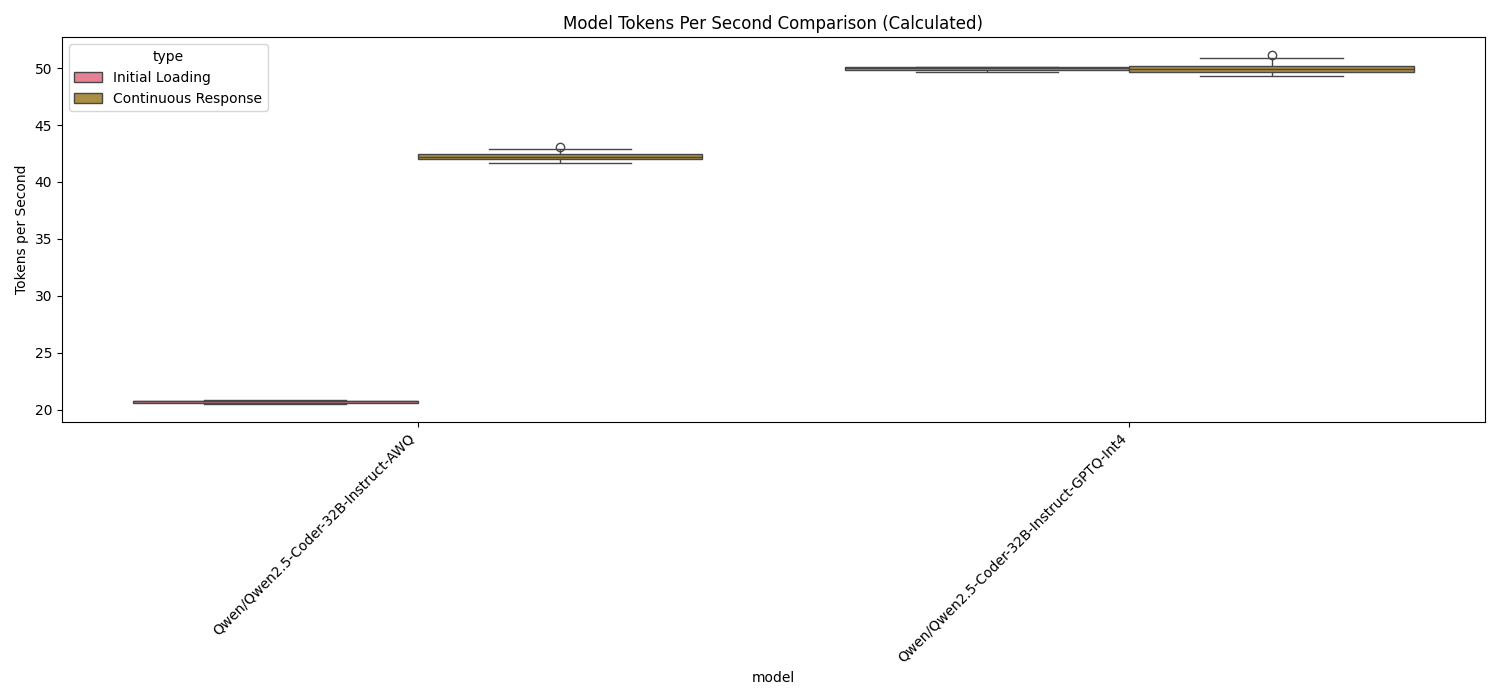 Model Tokens Per Second Comparison (Calculated)
type
Initial Loading
Continuous Response
50
45
40
35
30
25
20
Tokens per Second
Qwen/Qwen2.5-Coder-32B-Instruct-AWQ
Qwen/Qwen2.5-Coder-32B-Instruct-GPTQ-Int4
model